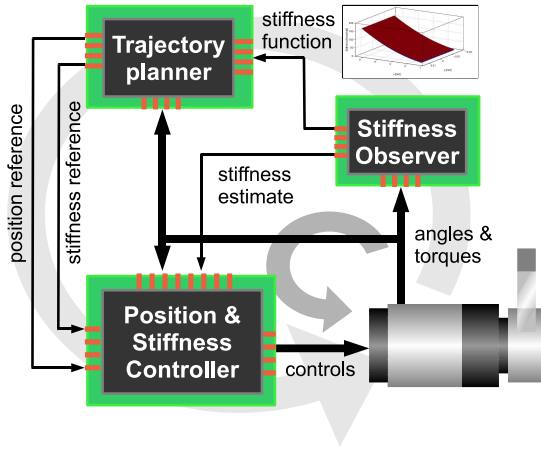 Trajectory
planner
stiffness
function
Stiffness
Observer
position reference
stiffness reference
stiffness
estimate
angles &
torques
Position &
Stiffness
Controller
controls